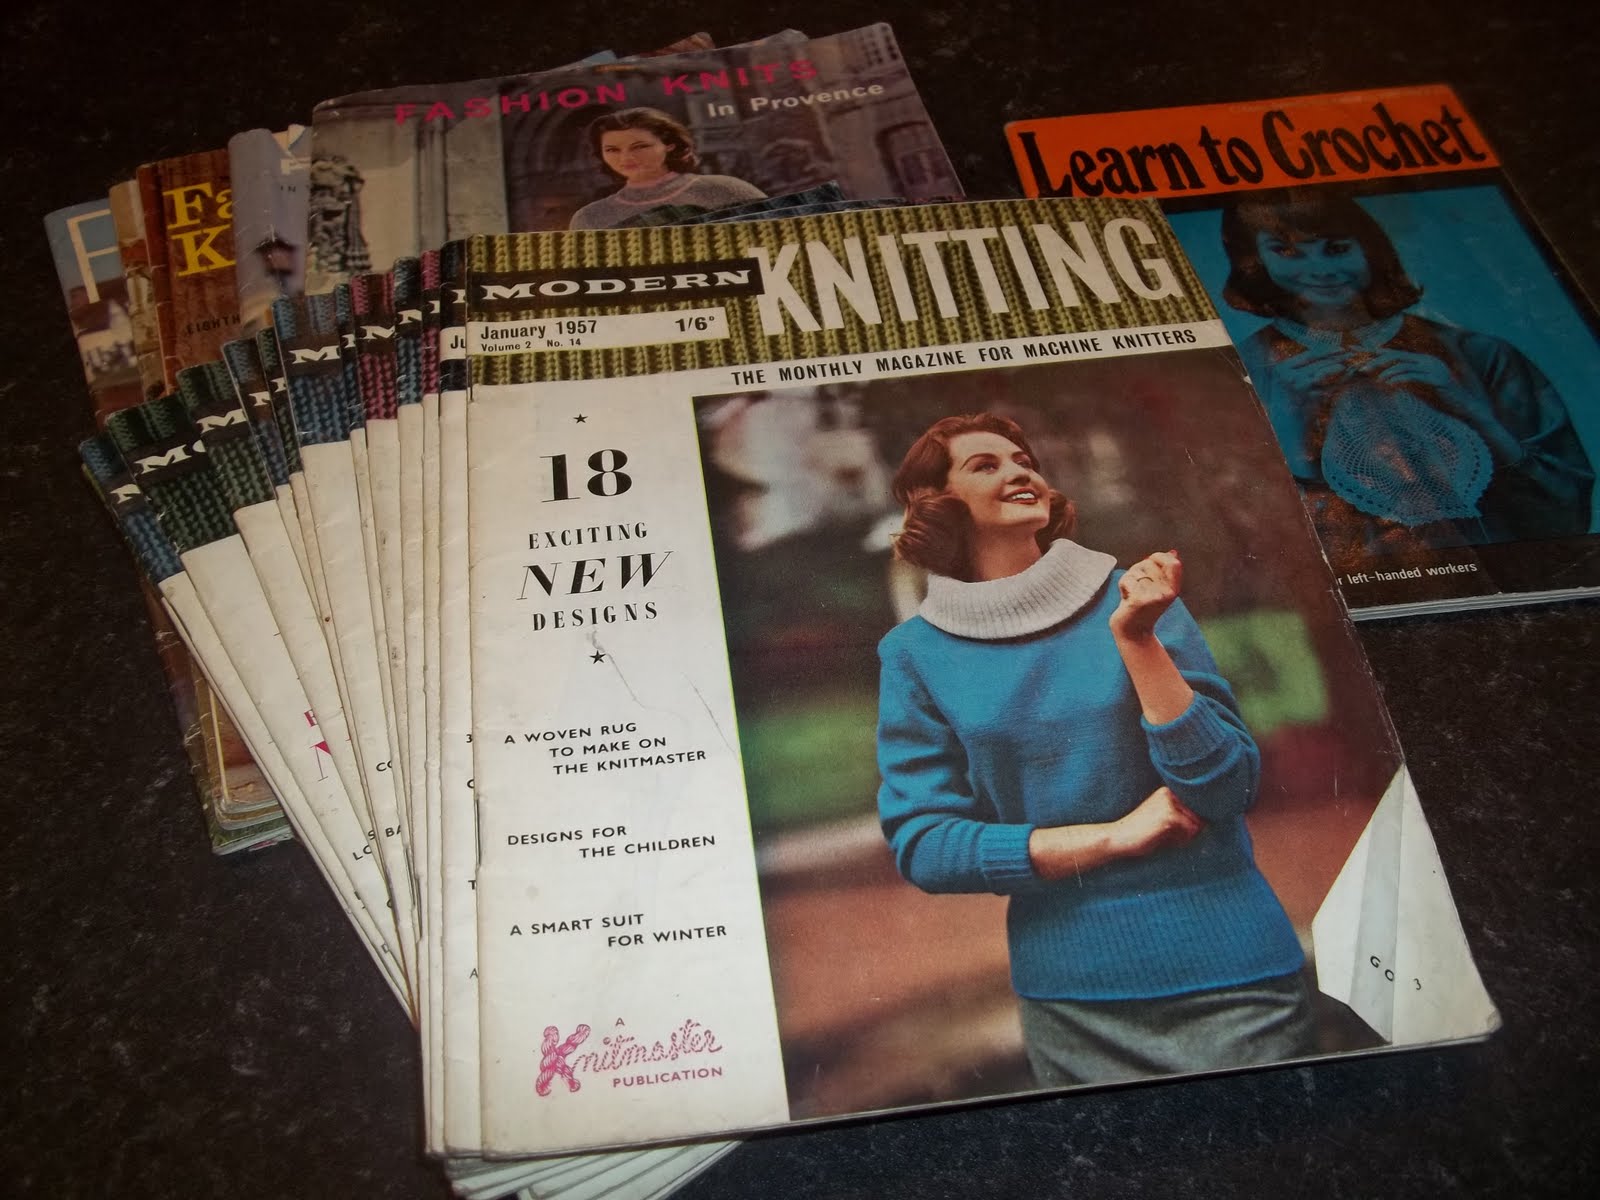 FASHION KNITS
In Provence
Learn to Crochet
left-handed workers
EIGHTH
MODERN KNITTING
January 1957 1/6ᴰ
Volume 2 No. 14
THE MONTHLY MAGAZINE FOR MACHINE KNITTERS
18
EXCITING
NEW
DESIGNS
A WOVEN RUG
TO MAKE ON
THE KNITMASTER
DESIGNS FOR
THE CHILDREN
A SMART SUIT
FOR WINTER
A
Knitmaster
PUBLICATION
3